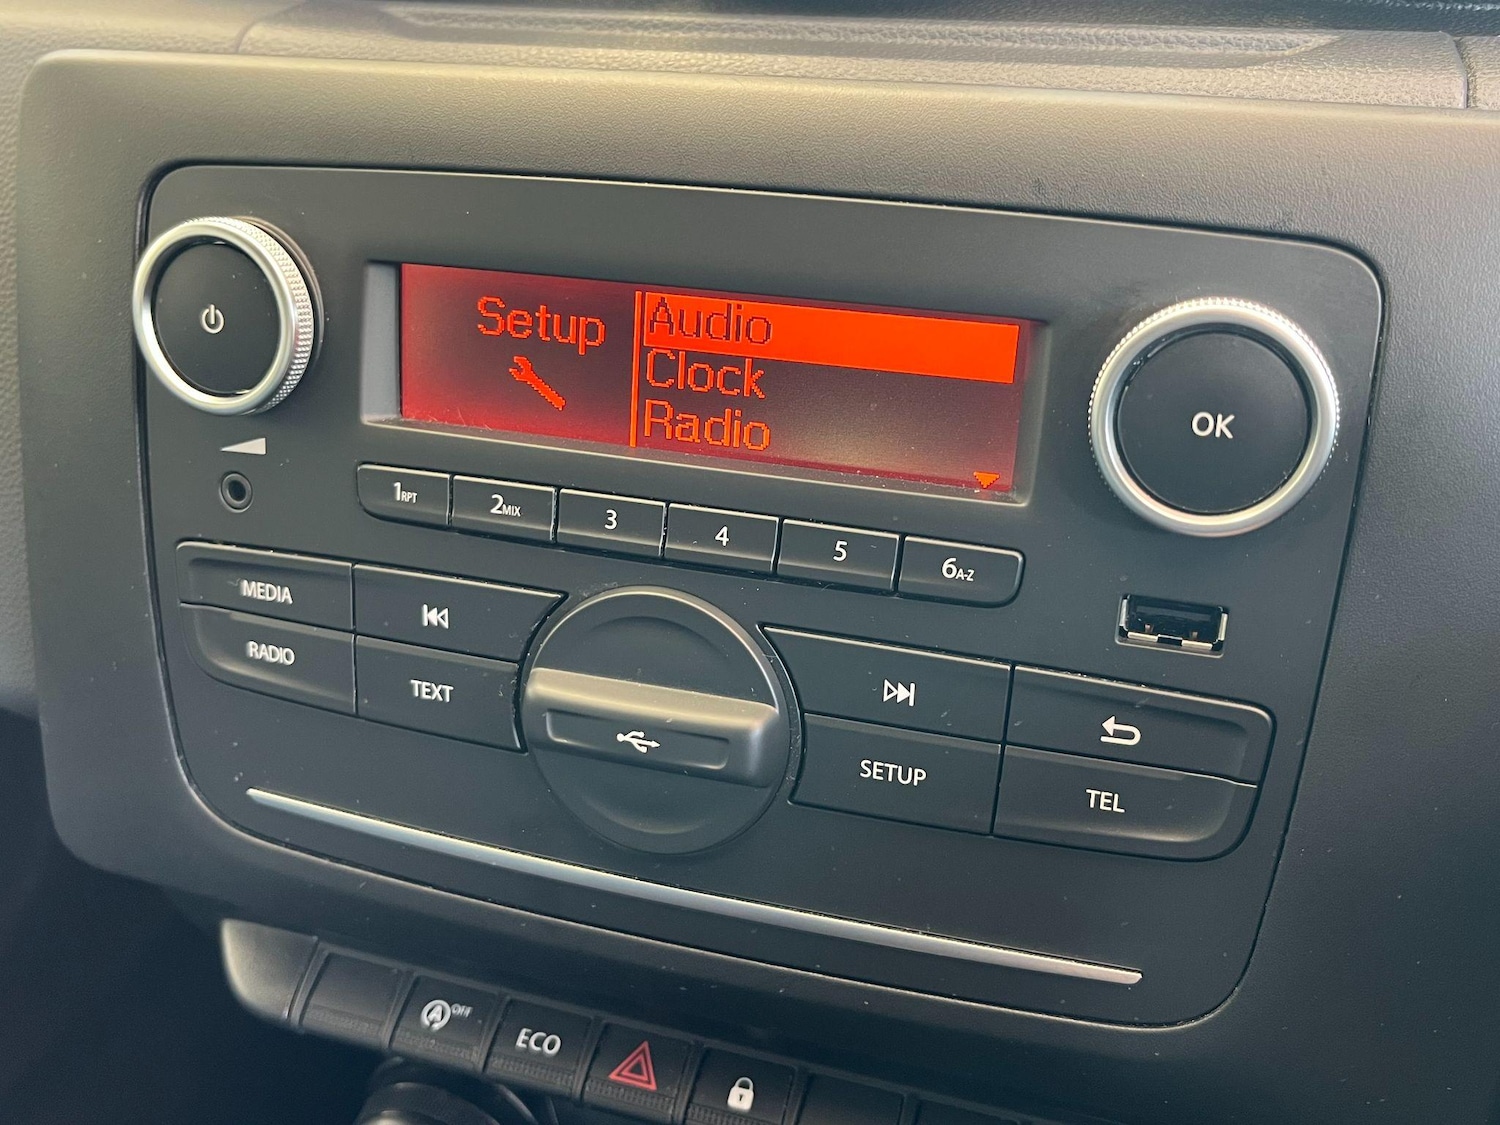 Setup
Audio
Clock
Radio
OK
1RPT
2MIX
3
4
5
6A-Z
MEDIA
RADIO
TEXT
SETUP
TEL
A OFF
ECO